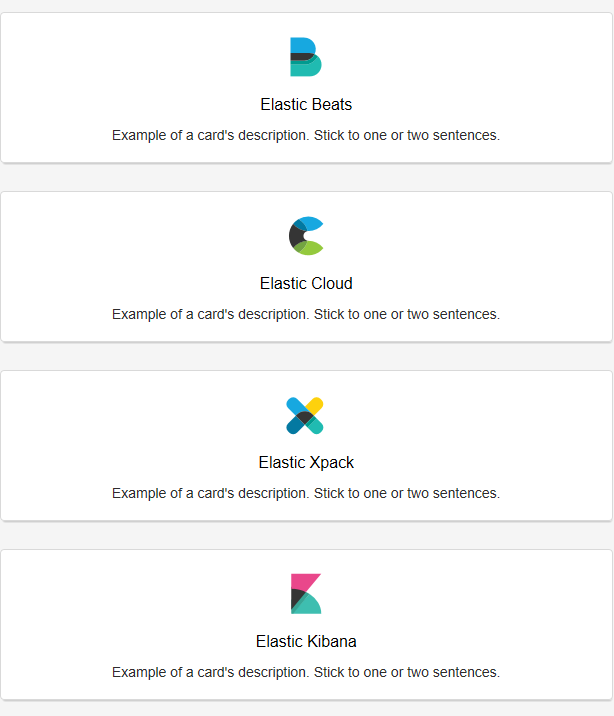 Elastic Beats
Example of a card's description. Stick to one or two sentences.
Elastic Cloud
Example of a card's description. Stick to one or two sentences.
Elastic Xpack
Example of a card's description. Stick to one or two sentences.
Elastic Kibana
Example of a card's description. Stick to one or two sentences.